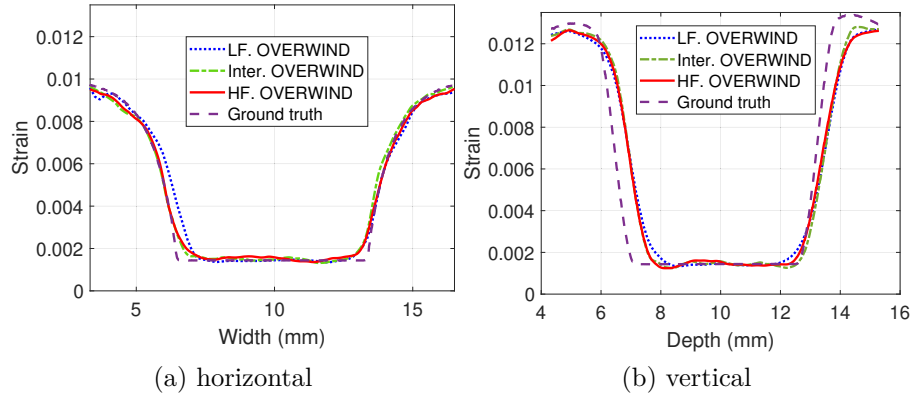 0.012
0.01
0.008
0.006
0.004
0.002
0
Strain
5
10
15
Width (mm)
LF. OVERWIND
Inter. OVERWIND
HF. OVERWIND
Ground truth
(a) horizontal
0.012
0.01
0.008
0.006
0.004
0.002
0
Strain
4
6
8
10
12
14
16
Depth (mm)
LF. OVERWIND
Inter. OVERWIND
HF. OVERWIND
Ground truth
(b) vertical